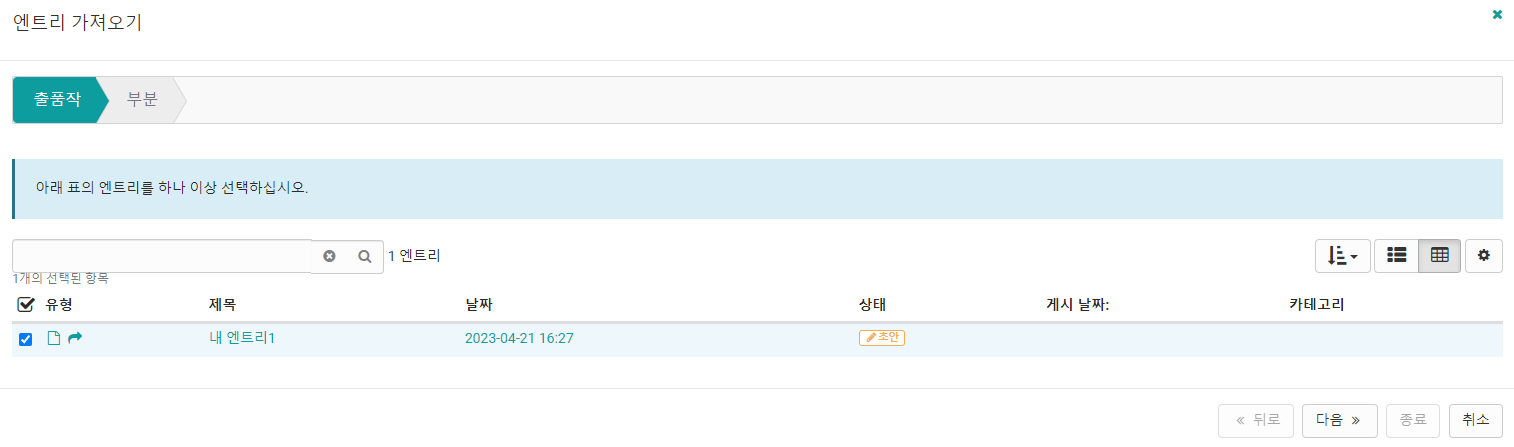 엔트리 가져오기
출품작 부분
아래 표의 엔트리를 하나 이상 선택하십시오.
1 엔트리
1개의 선택된 항목
유형 제목 날짜 상태 게시 날짜: 카테고리
내 엔트리1 2023-04-21 16:27 초안
« 뒤로 다음 » 종료 취소